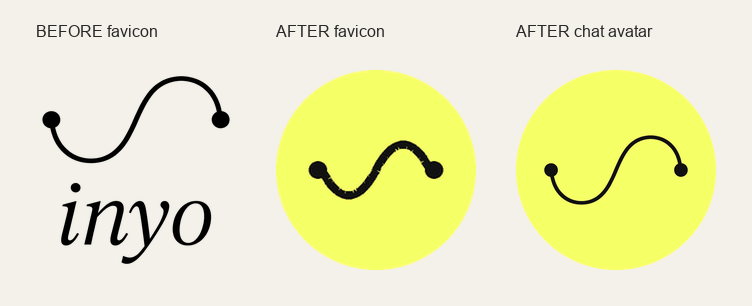 BEFORE favicon
AFTER favicon
AFTER chat avatar
inyo